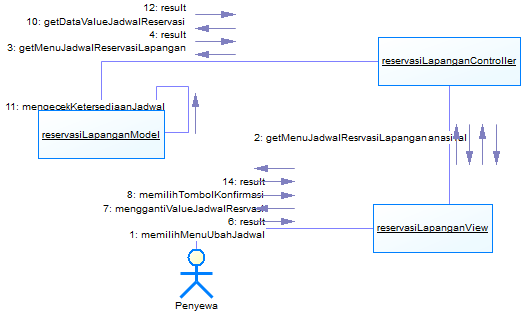 12: result
10: getDataValueJadwalReservasi
4: result
3: getMenuJadwalReservasiLapangan
reservasiLapanganController
11: mengecekKetersediaanJadwal
reservasiLapanganModel
2: getMenuJadwalResrvasiLapangan
14: result
8: memilihTombolKonfirmasi
7: menggantiValueJadwalResrvasi
6: result
1: memilihMenuUbahJadwal
reservasiLapanganView
Penyewa